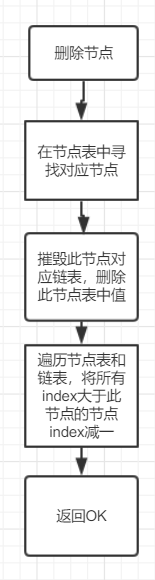 删除节点
在节点表中寻
找对应节点
摧毁此节点对
应链表，删除
此节点表中值
遍历节点表和
链表，将所有
index大于此
节点的节点
index减一
返回OK